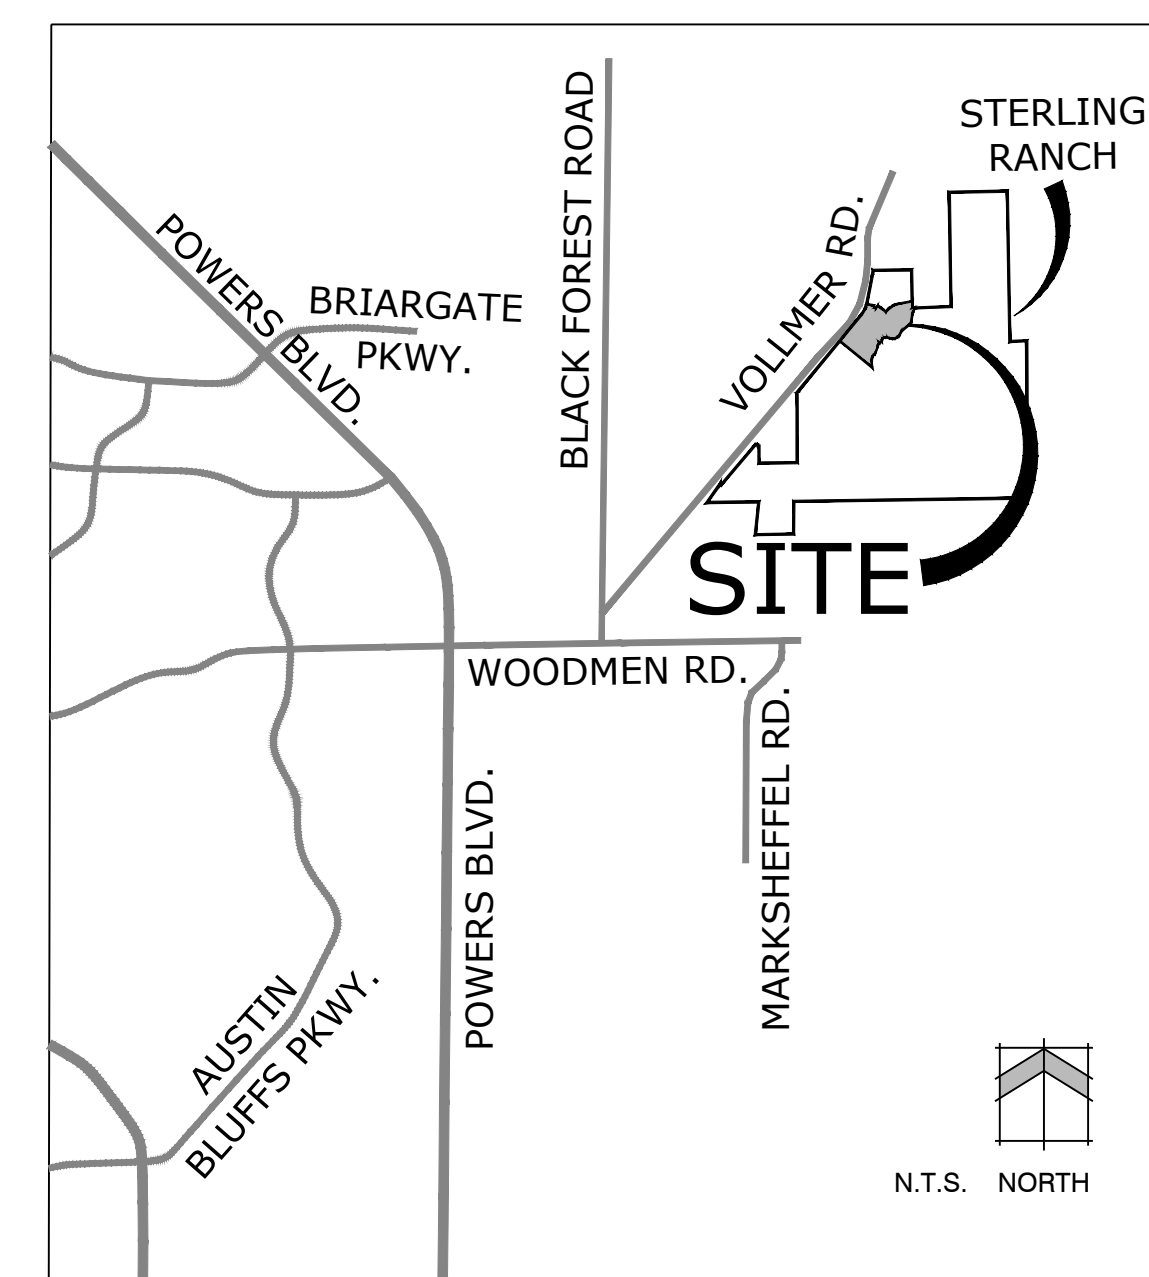 STERLING
RANCH
BLACK FOREST ROAD
VOLLMER RD.
POWERS BLVD.
BRIARGATE
PKWY.
SITE
WOODMEN RD.
MARKSHEFFEL RD.
POWERS BLVD.
AUSTIN
BLUFFS PKWY.
N.T.S. NORTH